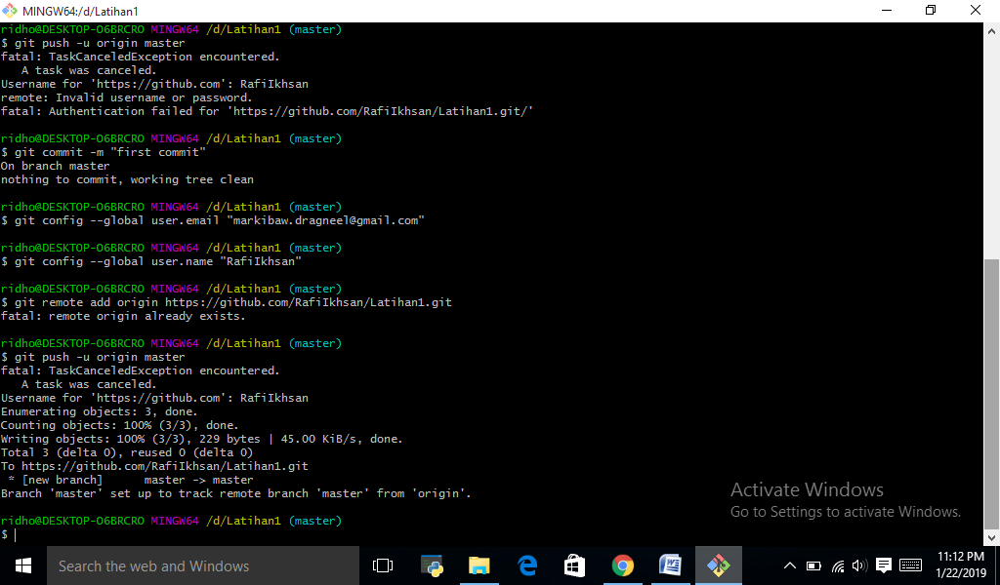 MINGW64:/d/Latihan1
ridho@DESKTOP-O6BRCRO MINGW64 /d/Latihan1 (master)
$ git push -u origin master
fatal: TaskCanceledException encountered.
   A task was canceled.
Username for 'https://github.com': RafiIkhsan
remote: Invalid username or password.
fatal: Authentication failed for 'https://github.com/RafiIkhsan/Latihan1.git/'
ridho@DESKTOP-O6BRCRO MINGW64 /d/Latihan1 (master)
$ git commit -m "first commit"
On branch master
nothing to commit, working tree clean
ridho@DESKTOP-O6BRCRO MINGW64 /d/Latihan1 (master)
$ git config --global user.email "markibaw.dragneel@gmail.com"
ridho@DESKTOP-O6BRCRO MINGW64 /d/Latihan1 (master)
$ git config --global user.name "RafiIkhsan"
ridho@DESKTOP-O6BRCRO MINGW64 /d/Latihan1 (master)
$ git remote add origin https://github.com/RafiIkhsan/Latihan1.git
fatal: remote origin already exists.
ridho@DESKTOP-O6BRCRO MINGW64 /d/Latihan1 (master)
$ git push -u origin master
fatal: TaskCanceledException encountered.
   A task was canceled.
Username for 'https://github.com': RafiIkhsan
Enumerating objects: 3, done.
Counting objects: 100% (3/3), done.
Writing objects: 100% (3/3), 229 bytes | 45.00 KiB/s, done.
Total 3 (delta 0), reused 0 (delta 0)
To https://github.com/RafiIkhsan/Latihan1.git
 * [new branch]      master -> master
Branch 'master' set up to track remote branch 'master' from 'origin'.
ridho@DESKTOP-O6BRCRO MINGW64 /d/Latihan1 (master)
$
Activate Windows
Go to Settings to activate Windows.
Search the web and Windows
11:12 PM
1/22/2019